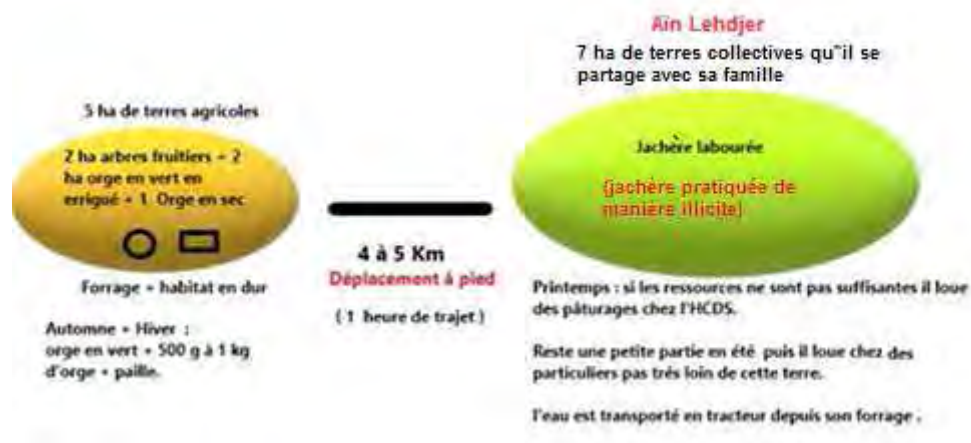 Ain Lehdjer
7 ha de terres collectives qu"il se
partage avec sa famille
5 ha de terres agricoles
2 ha arbres fruitiers + 2
ha orge en vert en
errigué + 1 Orge en sec
Jachère labourée
(jachère pratiquée de
manière illicite)
4 à 5 Km
Déplacement à pied
( 1 heure de trajet )
Forrage + habitat en dur
Automne + Hiver :
orge en vert + 500 g à 1 kg
d'orge + paille.
Printemps : si les ressources ne sont pas suffisantes il loue
des pâturages chez l'HCDS.
Reste une petite partie en été puis il loue chez des
particuliers pas trés loin de cette terre.
l'eau est transporté en tracteur depuis son forrage .